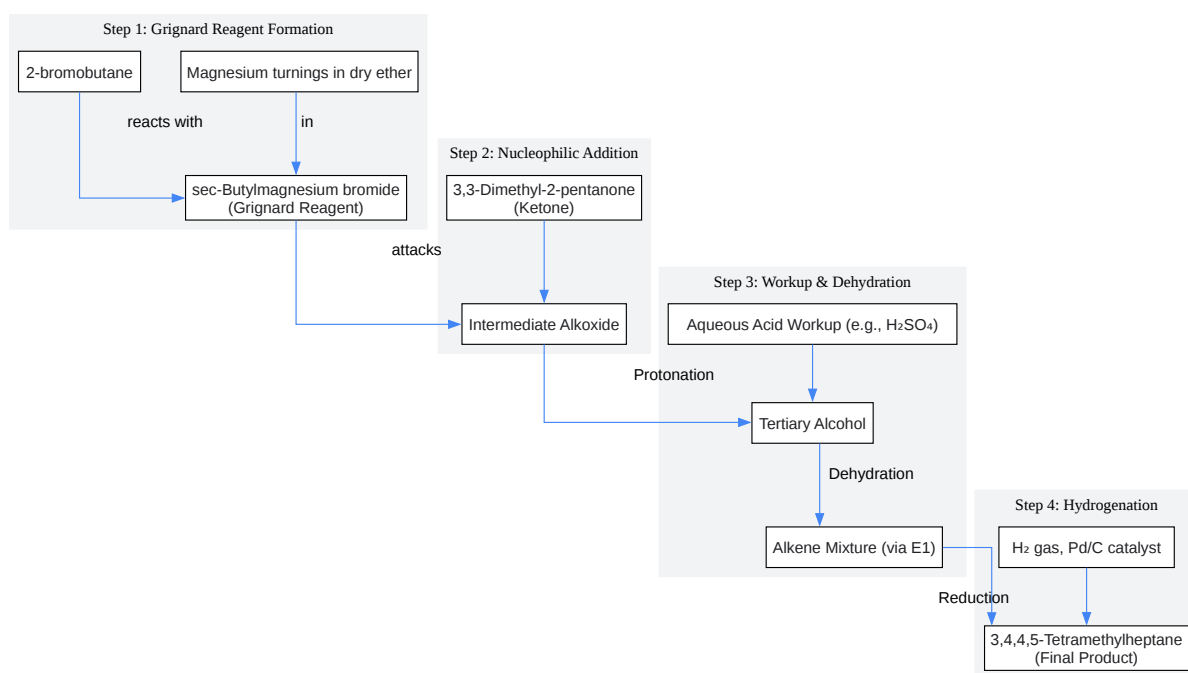 Step 1: Grignard Reagent Formation
2-bromobutane
Magnesium turnings in dry ether
reacts with
in
sec-Butylmagnesium bromide
(Grignard Reagent)
Step 2: Nucleophilic Addition
3,3-Dimethyl-2-pentanone
(Ketone)
attacks
Intermediate Alkoxide
Step 3: Workup & Dehydration
Aqueous Acid Workup (e.g., H₂SO₄)
Protonation
Tertiary Alcohol
Dehydration
Alkene Mixture (via E1)
Step 4: Hydrogenation
H₂ gas, Pd/C catalyst
Reduction
3,4,4,5-Tetramethylheptane
(Final Product)